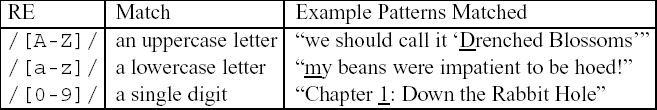 RE Match Example Patterns Matched
/[A-Z]/ an uppercase letter “we should call it ‘Drenched Blossoms’”
/[a-z]/ a lowercase letter “my beans were impatient to be hoed!”
/[0-9]/ a single digit “Chapter 1: Down the Rabbit Hole”